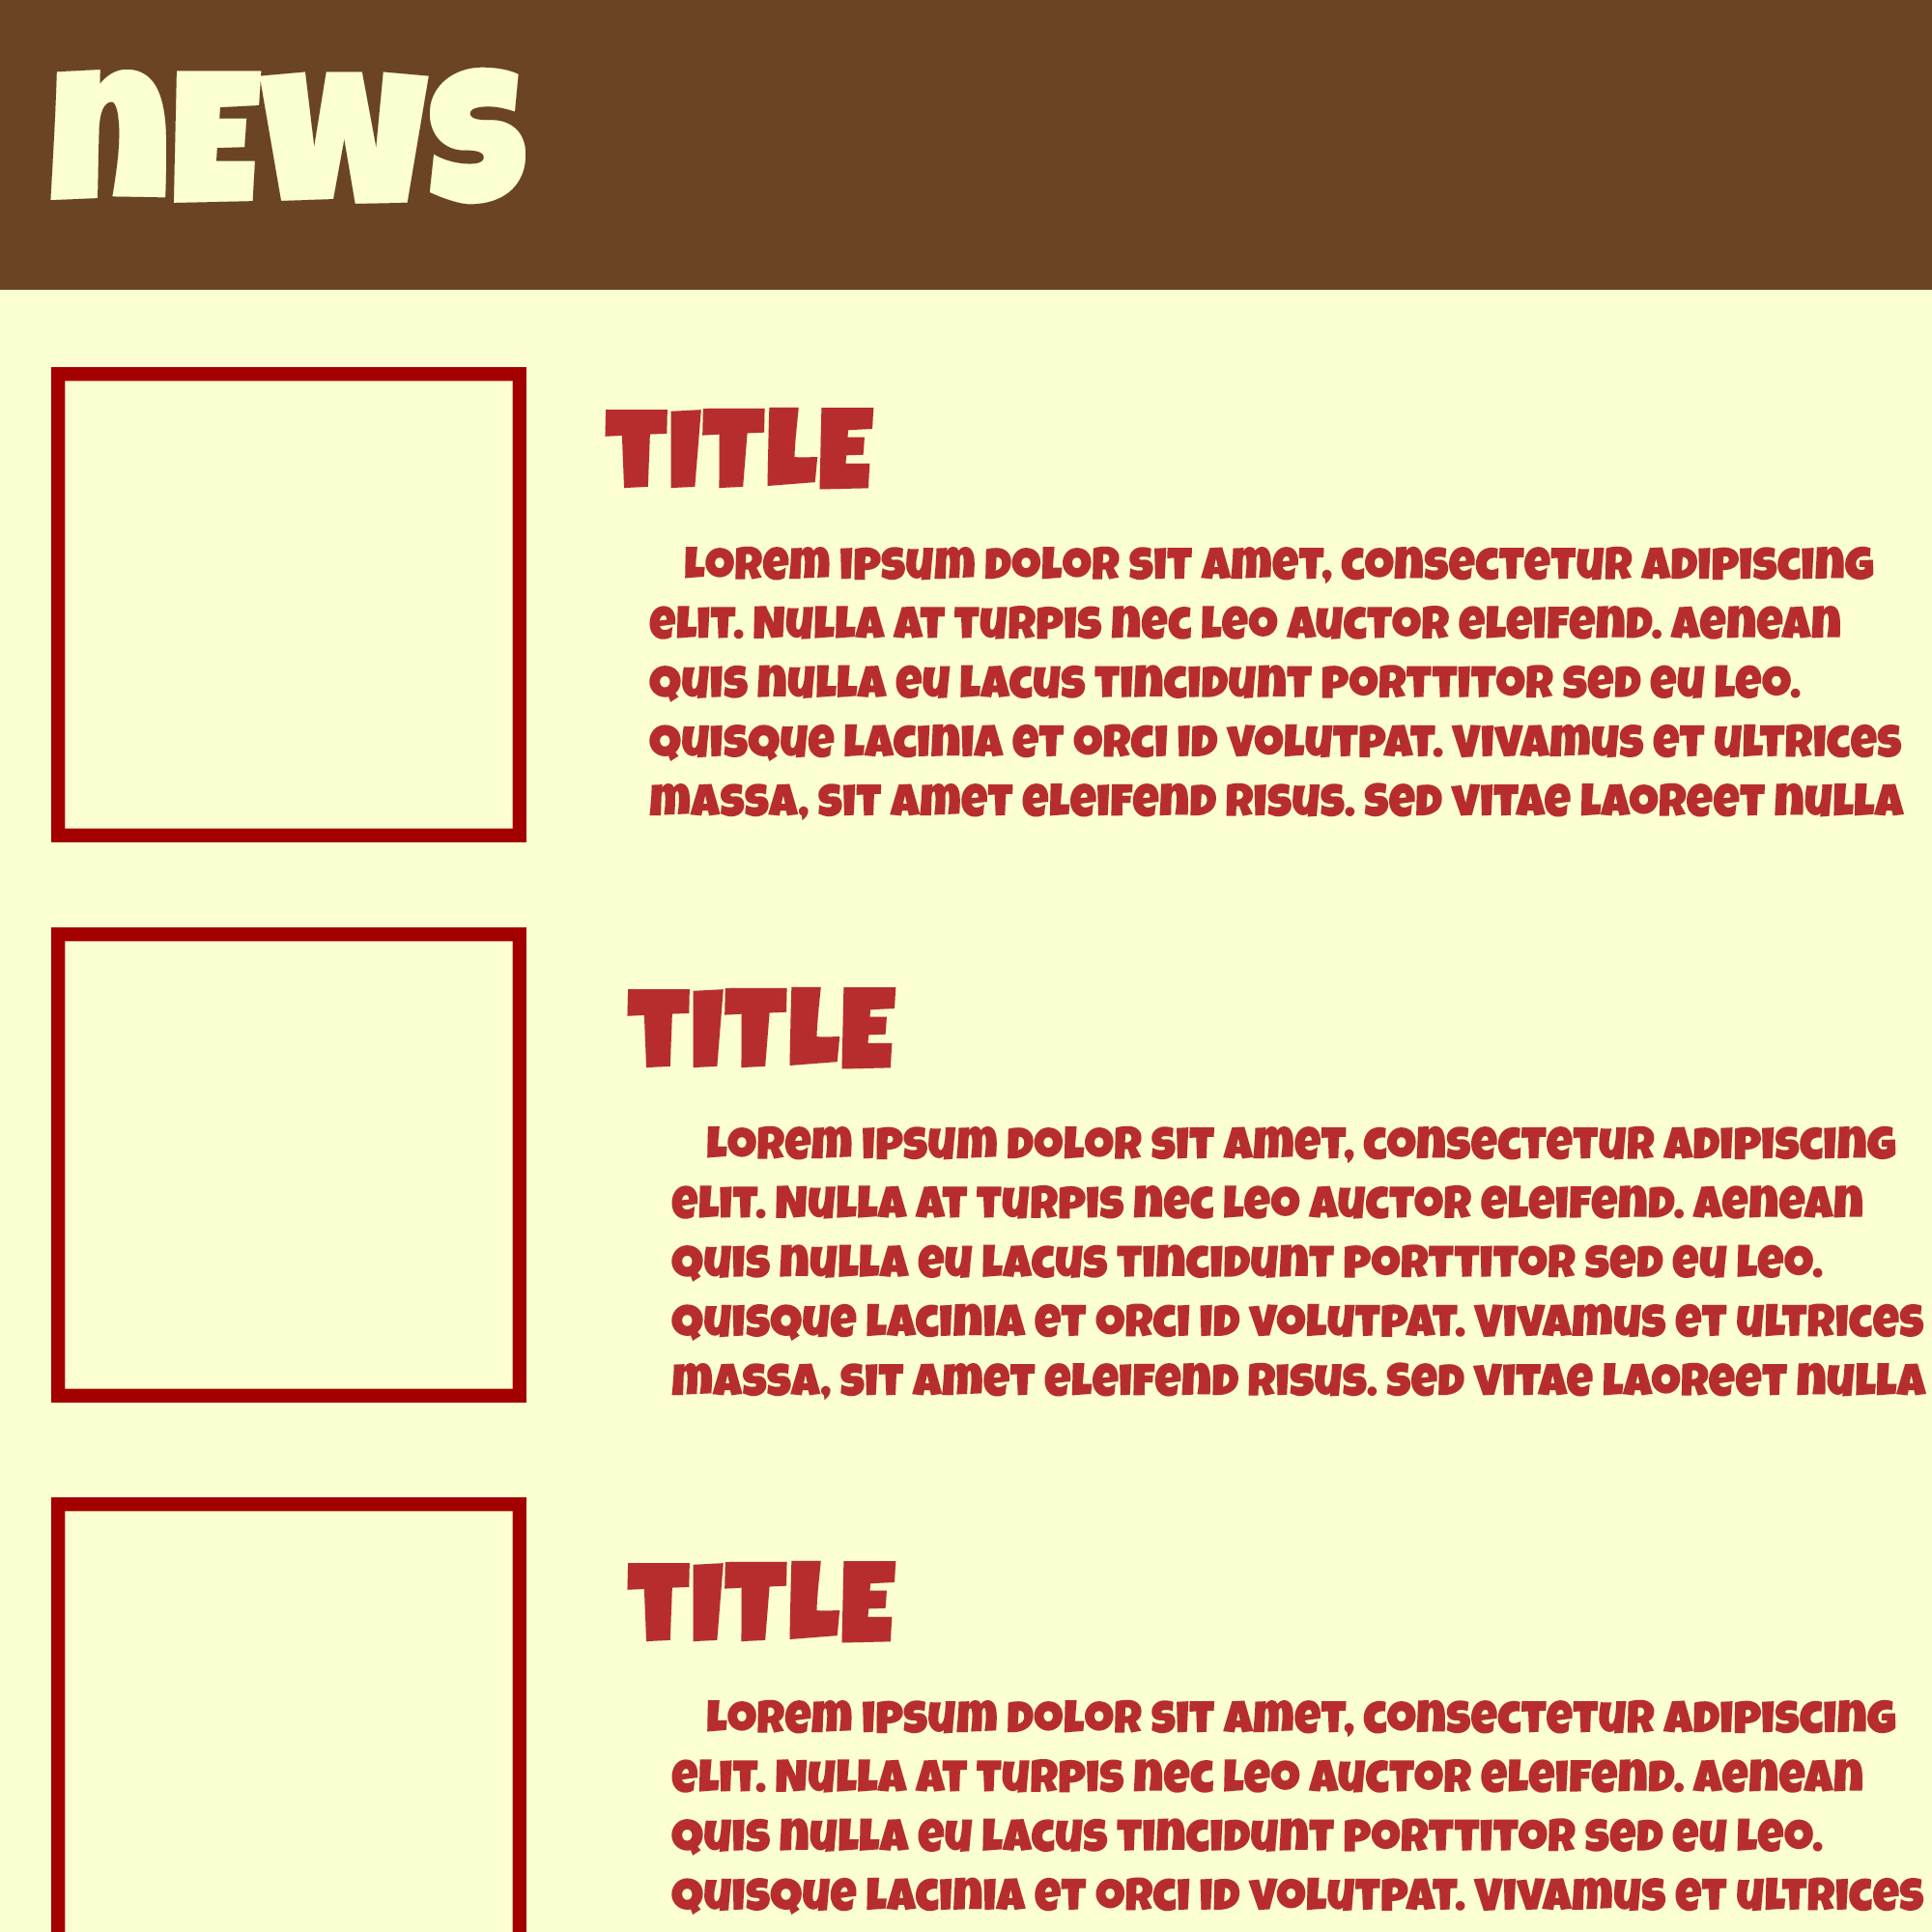 News
TITLE
Lorem ipsum dolor sit amet, consectetur adipiscing
elit. Nulla at turpis nec leo auctor eleifend. Aenean
quis nulla eu lacus tincidunt porttitor sed eu leo.
Quisque lacinia et orci id volutpat. Vivamus et ultrices
massa, sit amet eleifend risus. Sed vitae laoreet nulla
TITLE
Lorem ipsum dolor sit amet, consectetur adipiscing
elit. Nulla at turpis nec leo auctor eleifend. Aenean
quis nulla eu lacus tincidunt porttitor sed eu leo.
Quisque lacinia et orci id volutpat. Vivamus et ultrices
massa, sit amet eleifend risus. Sed vitae laoreet nulla
TITLE
Lorem ipsum dolor sit amet, consectetur adipiscing
elit. Nulla at turpis nec leo auctor eleifend. Aenean
quis nulla eu lacus tincidunt porttitor sed eu leo.
Quisque lacinia et orci id volutpat. Vivamus et ultrices